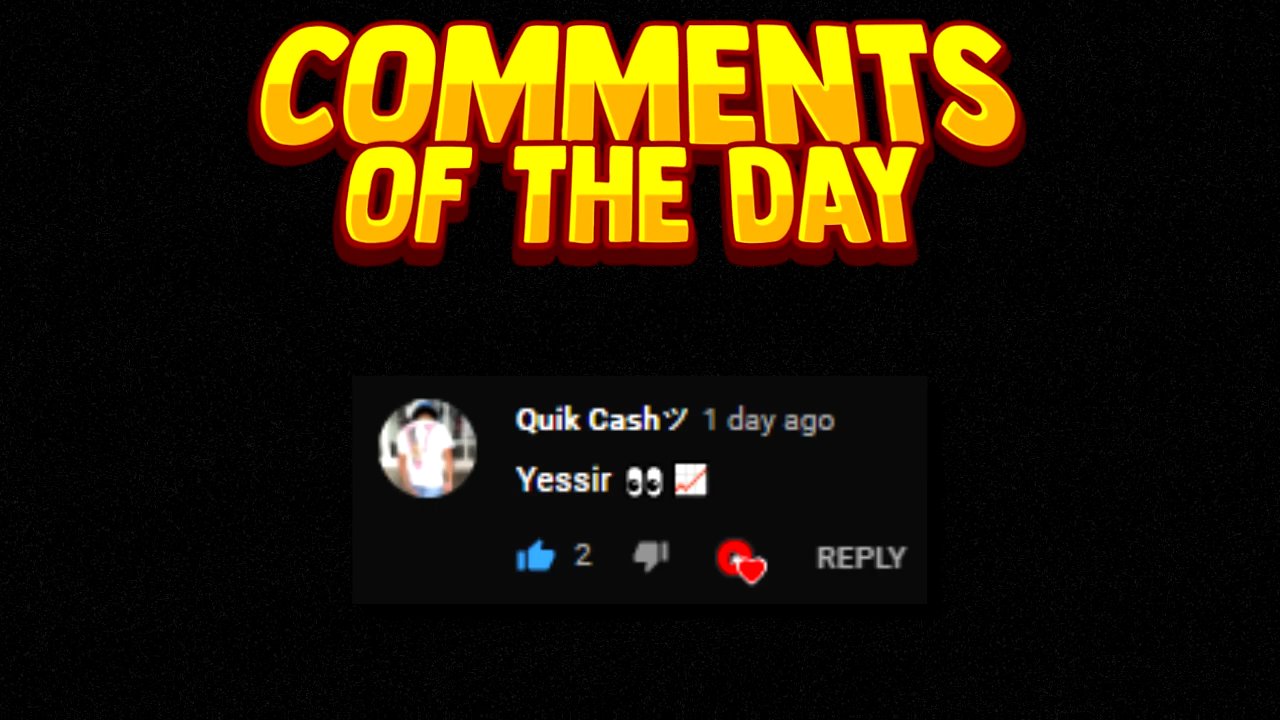 COMMENTS
OF THE DAY
Quik Cashツ 1 day ago
Yessir 👀 📈
2 REPLY